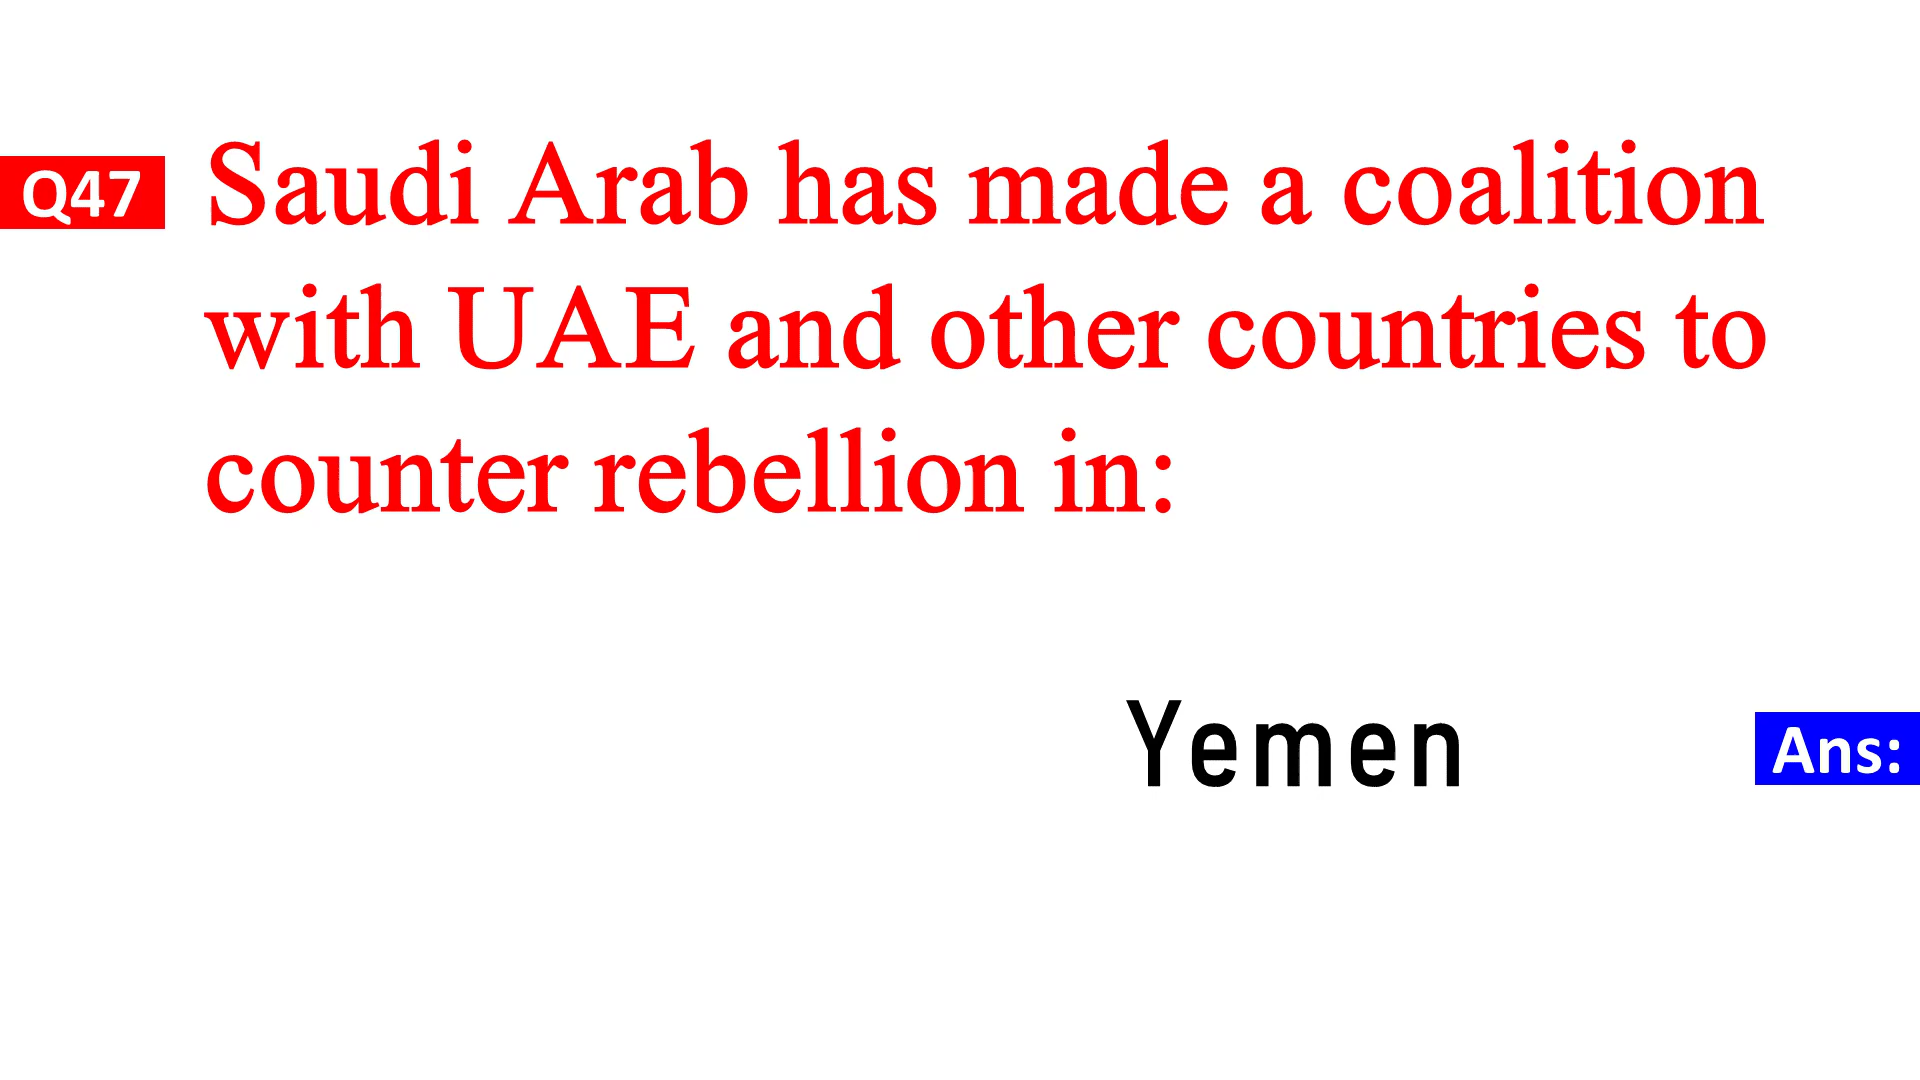 Q47 Saudi Arab has made a coalition
with UAE and other countries to
counter rebellion in:
Yemen Ans: